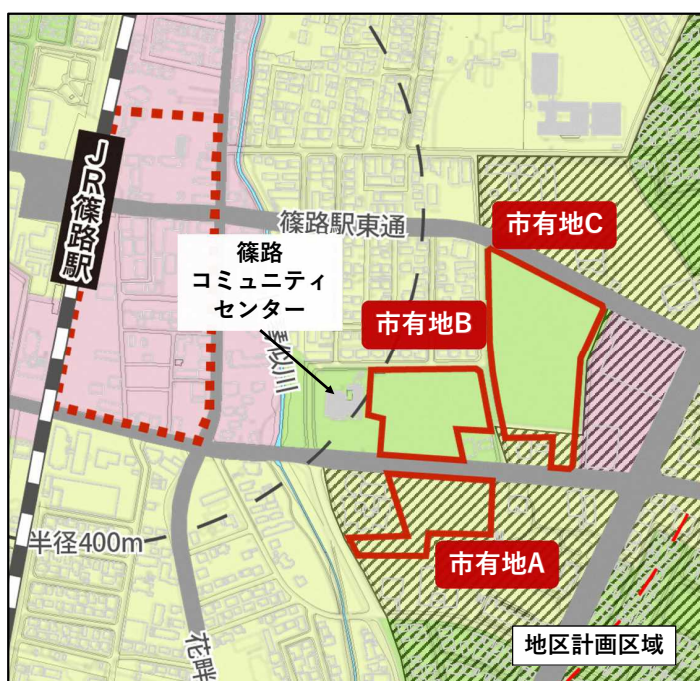 JR篠路駅
篠路駅東通
市有地C
篠路
コミュニティ
センター
市有地B
似川
半径400m
市有地A
花畔
地区計画区域